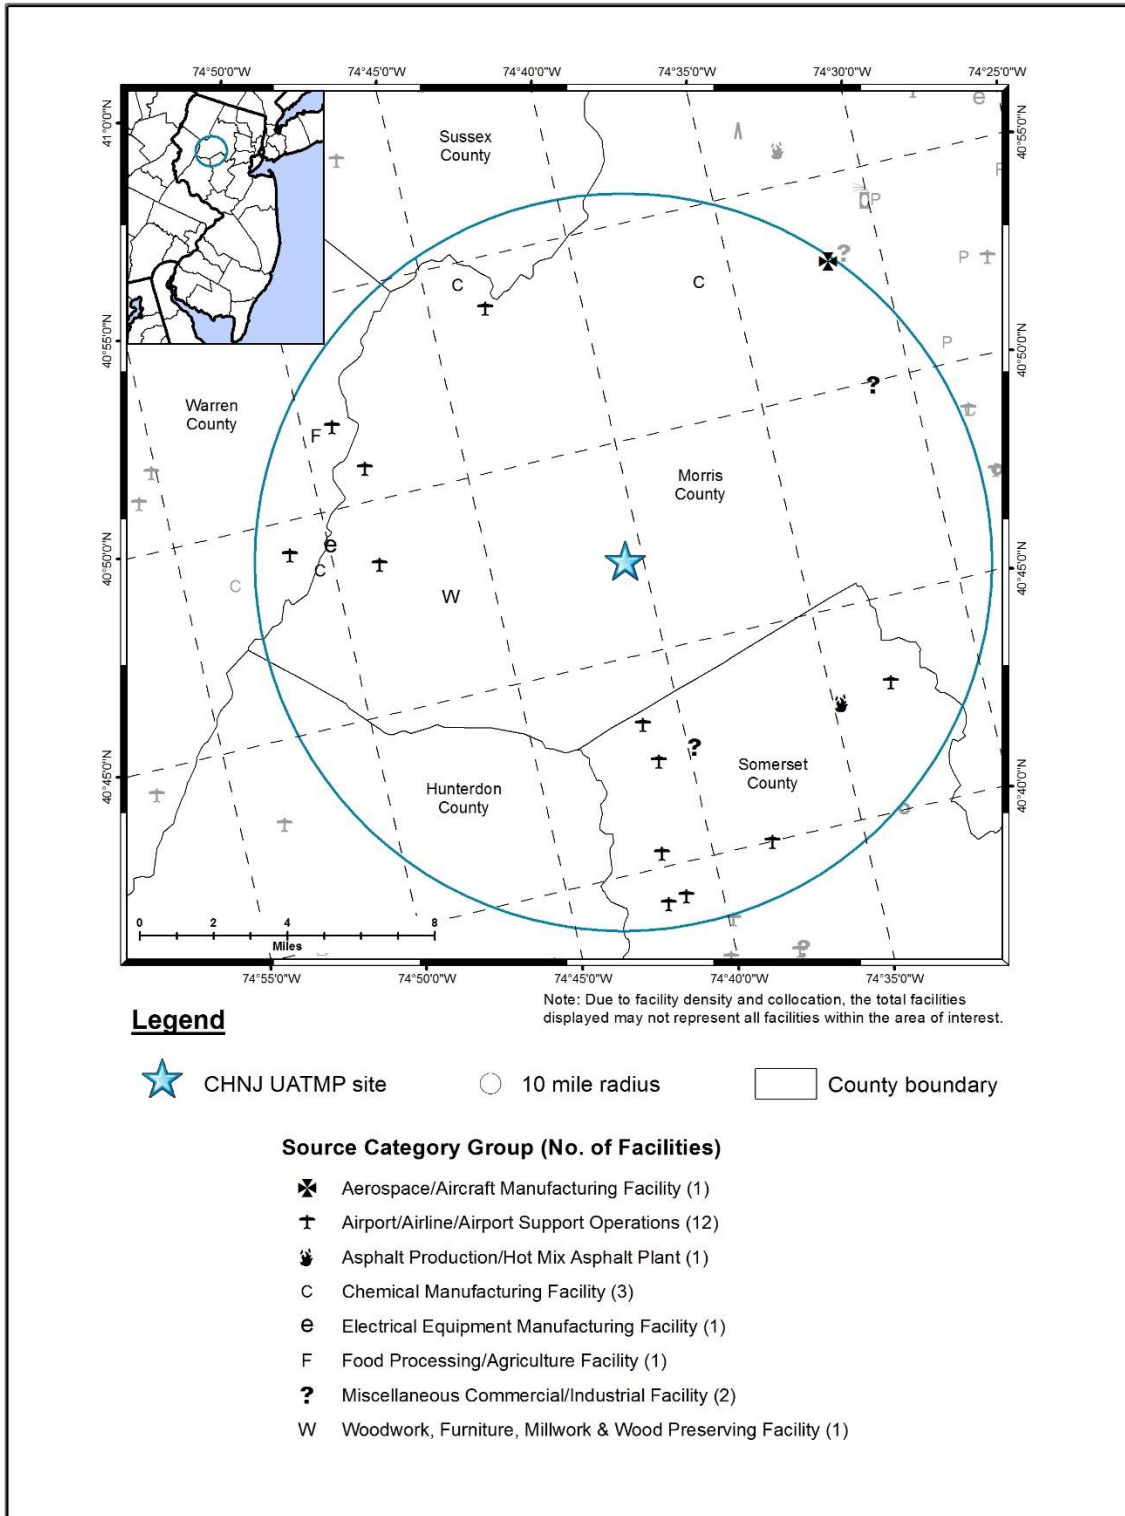 74°50'0"W 74°45'0"W 74°40'0"W 74°35'0"W 74°30'0"W 74°25'0"W
41°0'0"N
40°55'0"N
40°50'0"N
40°45'0"N
40°55'0"N
40°50'0"N
40°45'0"N
40°40'0"N
Sussex
County
e
P
P
?
P
C
C
P
?
Warren
County
F
Morris
County
C
e
C
C
W
?
Somerset
County
Hunterdon
County
C
?
0 2 4 8
Miles
74°55'0"W 74°50'0"W 74°45'0"W 74°40'0"W 74°35'0"W
Note: Due to facility density and collocation, the total facilities
displayed may not represent all facilities within the area of interest.
Legend
CHNJ UATMP site 10 mile radius County boundary
Source Category Group (No. of Facilities)
Aerospace/Aircraft Manufacturing Facility (1)
Airport/Airline/Airport Support Operations (12)
Asphalt Production/Hot Mix Asphalt Plant (1)
C Chemical Manufacturing Facility (3)
e Electrical Equipment Manufacturing Facility (1)
F Food Processing/Agriculture Facility (1)
? Miscellaneous Commercial/Industrial Facility (2)
W Woodwork, Furniture, Millwork & Wood Preserving Facility (1)